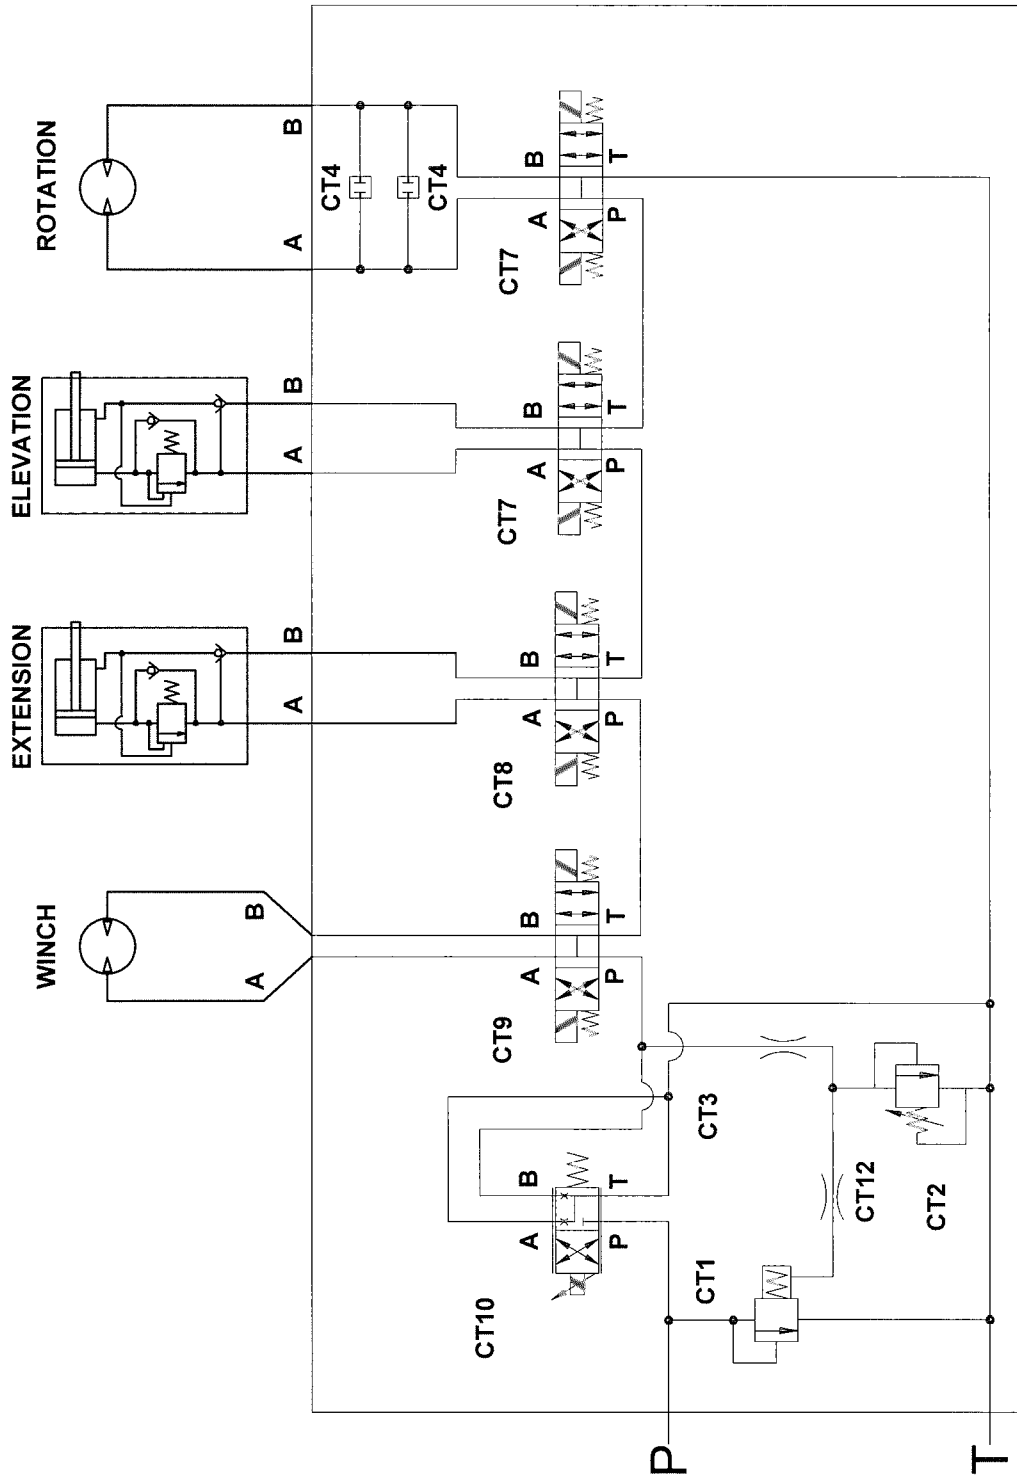 WINCH
EXTENSION
ELEVATION
ROTATION
A B
A B
A B
A B
CT4
CT4
CT10
CT9
CT8
CT7
CT7
A B
A B
A B
A B
A B
P T
P T
P T
P T
P T
P
CT1
CT3
CT12
CT2
T